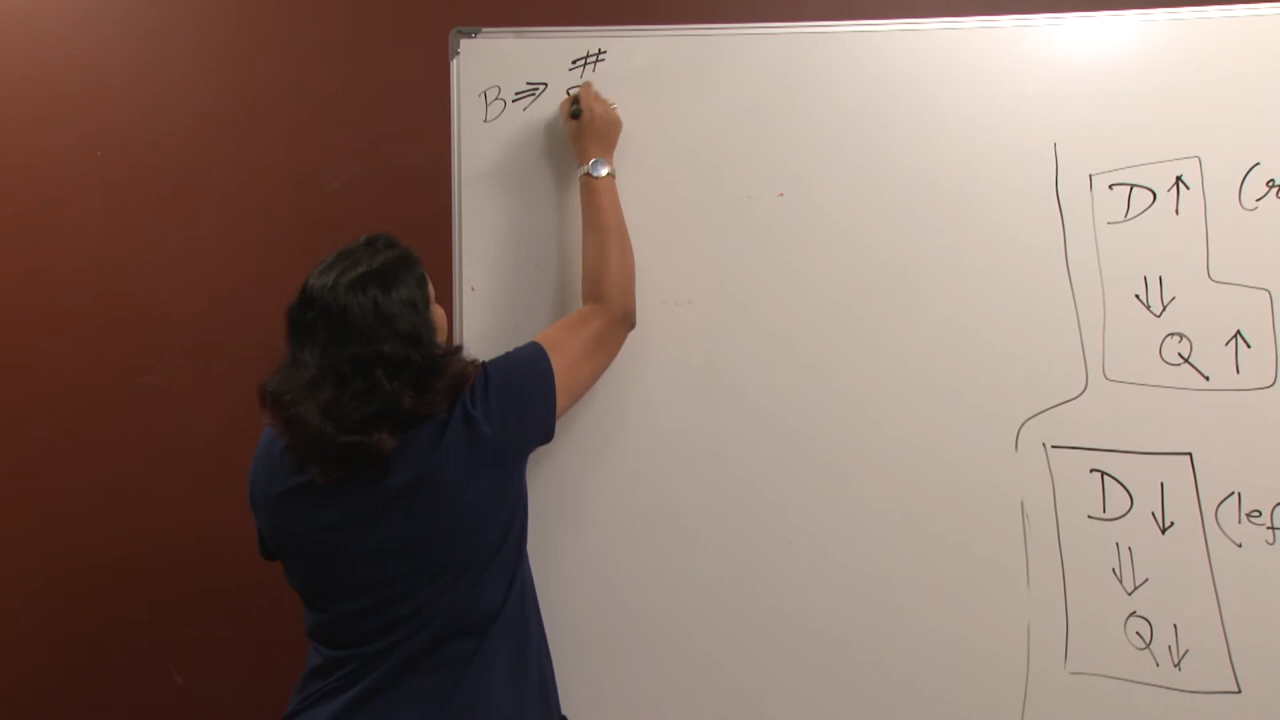 #
B ⇒
D ↑ (r
⇓
Q ↑
D ↓ (lef
⇓
Q ↓